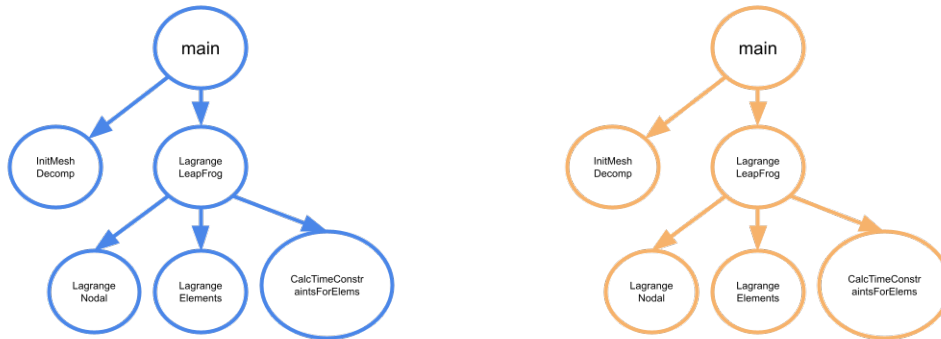 main
InitMesh
Decomp
Lagrange
LeapFrog
Lagrange
Nodal
Lagrange
Elements
CalcTimeConstr
aintsForElems
main
InitMesh
Decomp
Lagrange
LeapFrog
Lagrange
Nodal
Lagrange
Elements
CalcTimeConstr
aintsForElems